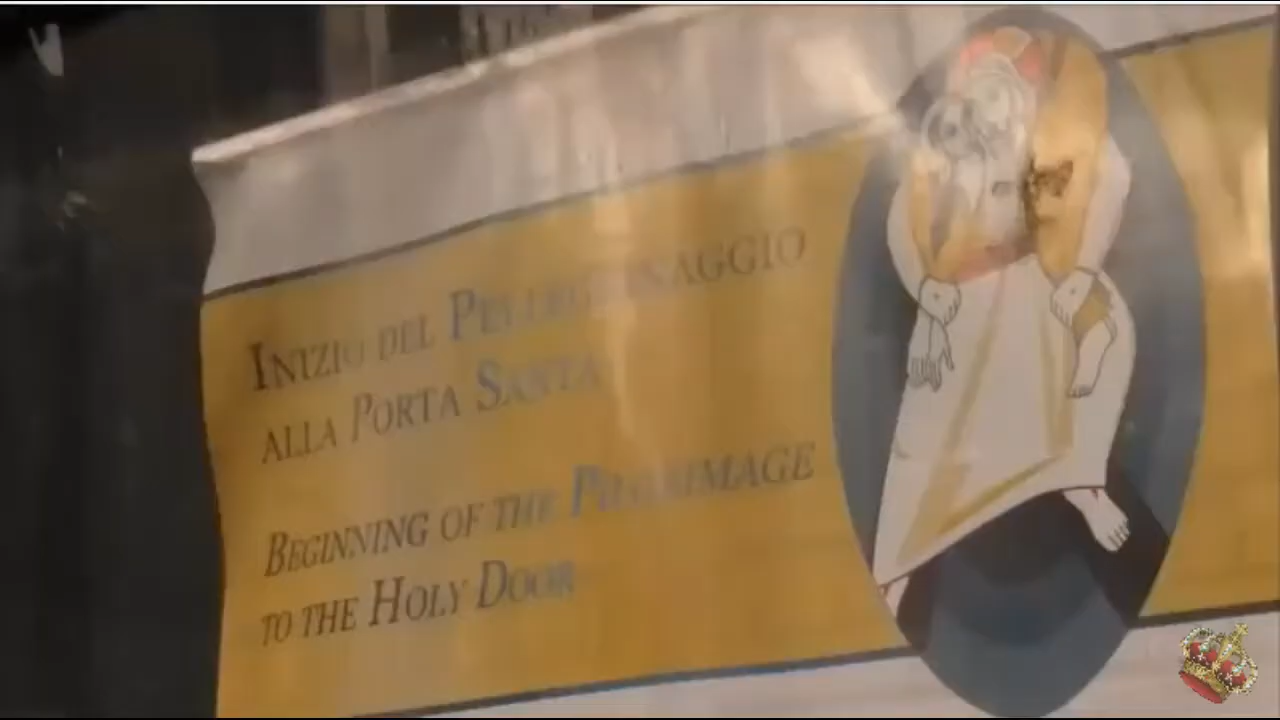 INIZIO DEL PELLEGRINAGGIO
ALLA PORTA SANTA
BEGINNING OF THE PILGRIMAGE
TO THE HOLY DOOR